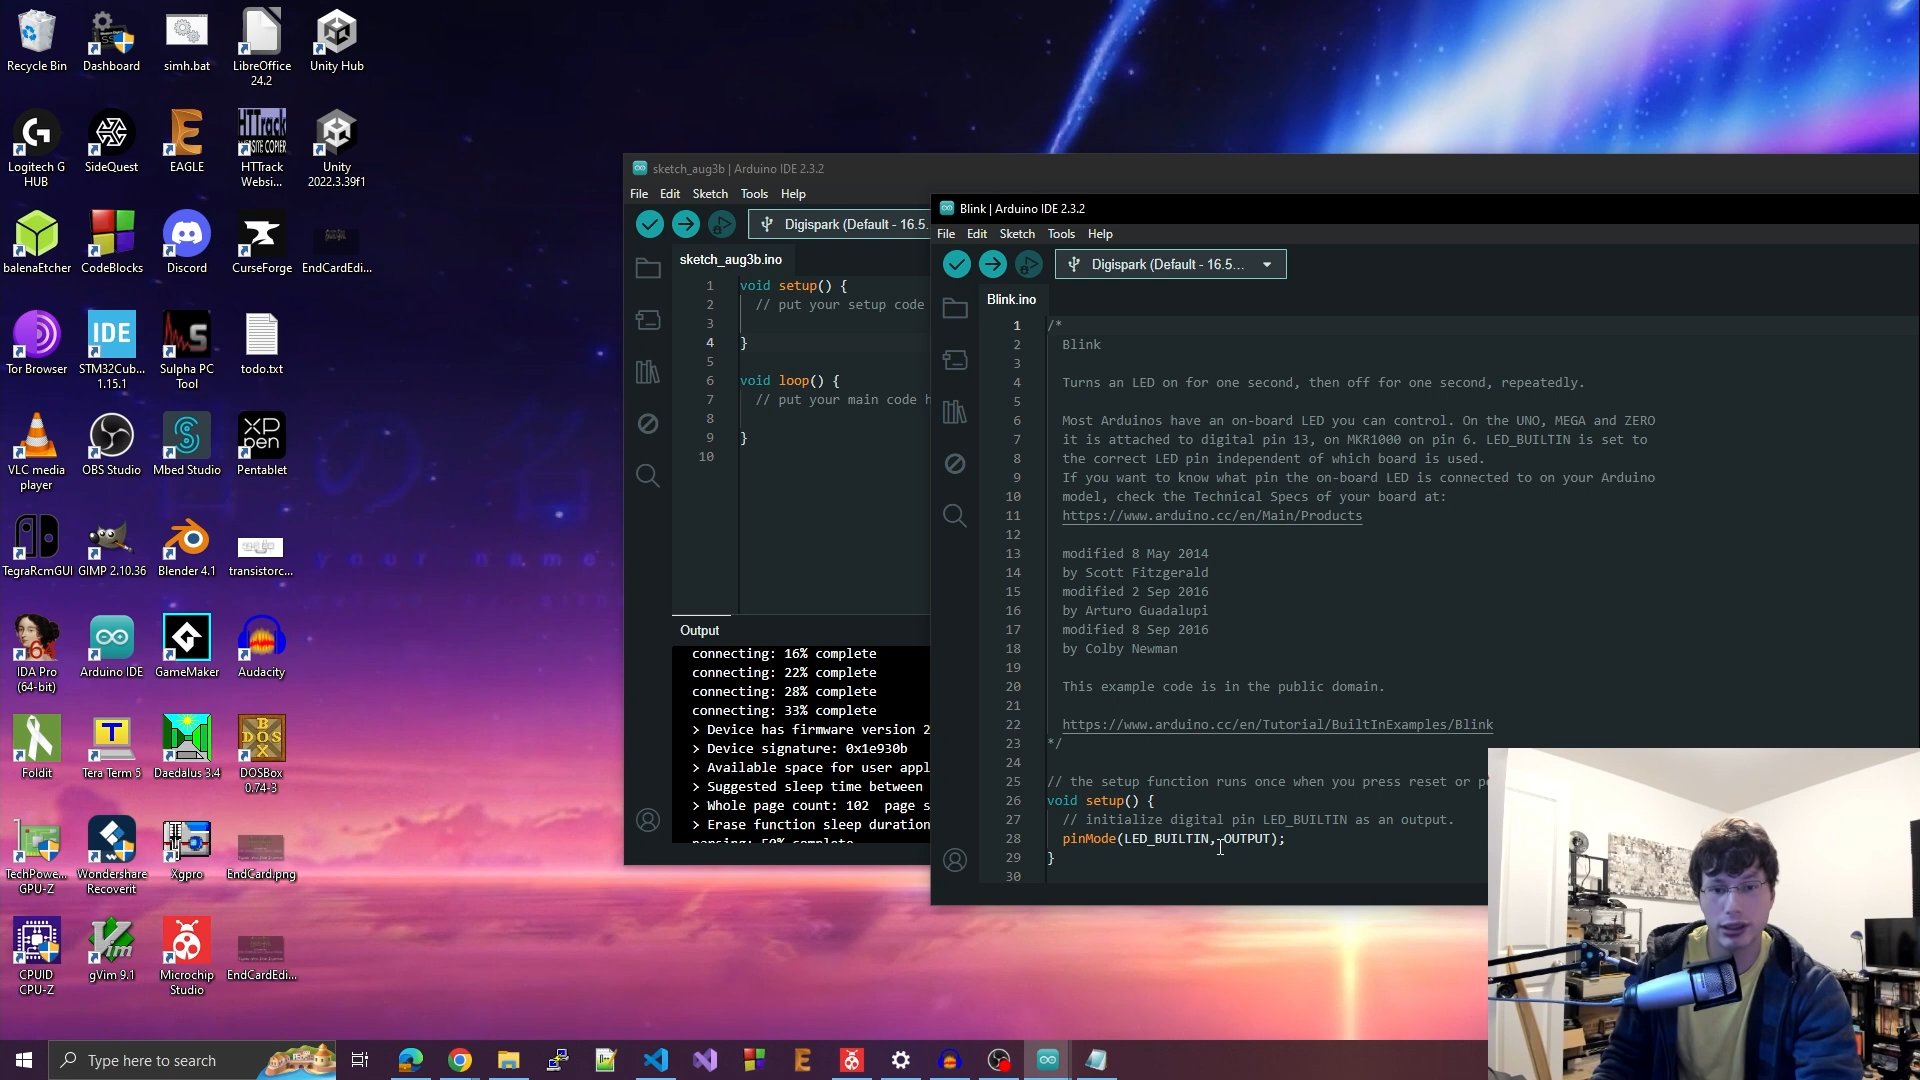 Recycle Bin
Dashboard
simh.bat
LibreOffice
24.2
Unity Hub
Logitech G
HUB
SideQuest
EAGLE
HTTrack
WEBSITE COPIER
HTTrack
Websi...
Unity
2022.3.39f1
balenaEtcher
CodeBlocks
Discord
CurseForge
EndCardEdi...
Tor Browser
IDE
STM32Cub...
1.15.1
Sulpha PC
Tool
todo.txt
VLC media
player
OBS Studio
Mbed Studio
XP
pen
Pentablet
TegraRcmGUI
GIMP 2.10.36
Blender 4.1
transistorc...
your name.
64
IDA Pro
(64-bit)
Arduino IDE
GameMaker
Audacity
Foldit
T
Tera Term 5
Daedalus 3.4
DOS BOX
DOSBox
0.74-3
TechPowe...
GPU-Z
Wondershare
Recoverit
Xgpro
EndCard.png
CPUID
CPU-Z
gVim 9.1
Microchip
Studio
EndCardEdi...
sketch_aug3b | Arduino IDE 2.3.2
File Edit Sketch Tools Help
Digispark (Default - 16.5.
sketch_aug3b.ino
1 void setup() {
2 // put your setup code
3
4 }
5
6 void loop() {
7 // put your main code h
8
9 }
10
Output
connecting: 16% complete
connecting: 22% complete
connecting: 28% complete
connecting: 33% complete
> Device has firmware version 2
> Device signature: 0x1e930b
> Available space for user appl
> Suggested sleep time between
> Whole page count: 102 page s
> Erase function sleep duration
parsing: 50% complete
Blink | Arduino IDE 2.3.2
File Edit Sketch Tools Help
Digispark (Default - 16.5...
Blink.ino
1 /*
2 Blink
3
4 Turns an LED on for one second, then off for one second, repeatedly.
5
6 Most Arduinos have an on-board LED you can control. On the UNO, MEGA and ZERO
7 it is attached to digital pin 13, on MKR1000 on pin 6. LED_BUILTIN is set to
8 the correct LED pin independent of which board is used.
9 If you want to know what pin the on-board LED is connected to on your Arduino
10 model, check the Technical Specs of your board at:
11 https://www.arduino.cc/en/Main/Products
12
13 modified 8 May 2014
14 by Scott Fitzgerald
15 modified 2 Sep 2016
16 by Arturo Guadalupi
17 modified 8 Sep 2016
18 by Colby Newman
19
20 This example code is in the public domain.
21
22 https://www.arduino.cc/en/Tutorial/BuiltInExamples/Blink
23 */
24
25 // the setup function runs once when you press reset or p
26 void setup() {
27 // initialize digital pin LED_BUILTIN as an output.
28 pinMode(LED_BUILTIN, OUTPUT);
29 }
30
Type here to search